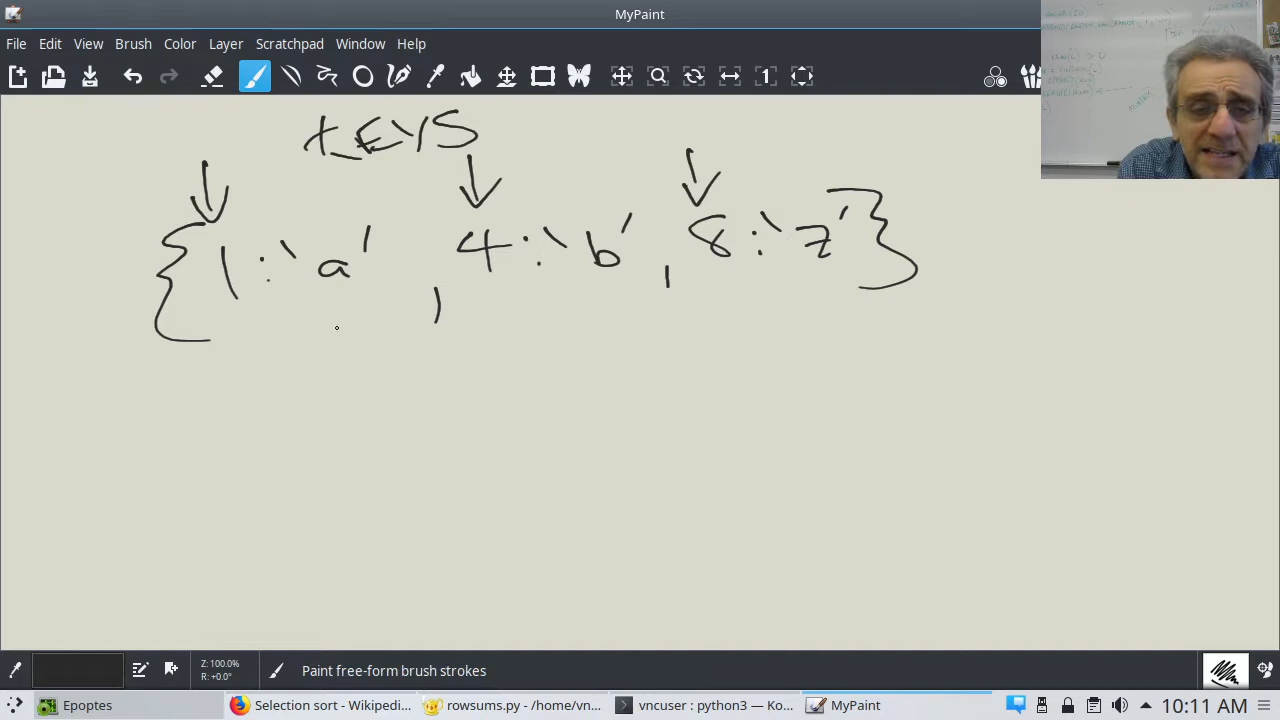 MyPaint
File Edit View Brush Color Layer Scratchpad Window Help
KEYS
{1:'a', 4:'b', 8:'z'}
Z: 100.0%
R: +0.0°
Paint free-form brush strokes
Epoptes
Selection sort - Wikipedi...
rowsums.py - /home/vn...
vncuser : python3 — Ko...
MyPaint
10:11 AM